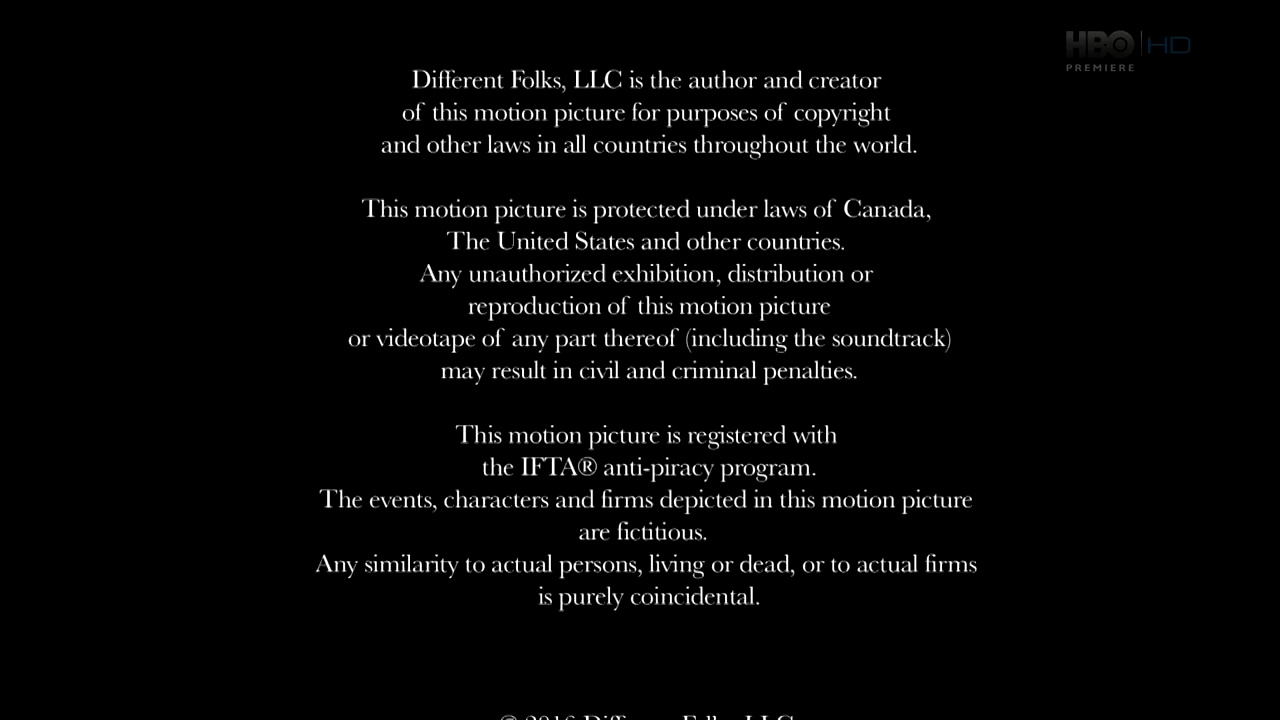 HBO HD
PREMIERE
Different Folks, LLC is the author and creator
of this motion picture for purposes of copyright
and other laws in all countries throughout the world.
This motion picture is protected under laws of Canada,
The United States and other countries.
Any unauthorized exhibition, distribution or
reproduction of this motion picture
or videotape of any part thereof (including the soundtrack)
may result in civil and criminal penalties.
This motion picture is registered with
the IFTA® anti-piracy program.
The events, characters and firms depicted in this motion picture
are fictitious.
Any similarity to actual persons, living or dead, or to actual firms
is purely coincidental.
© 2016 Different Folks, LLC